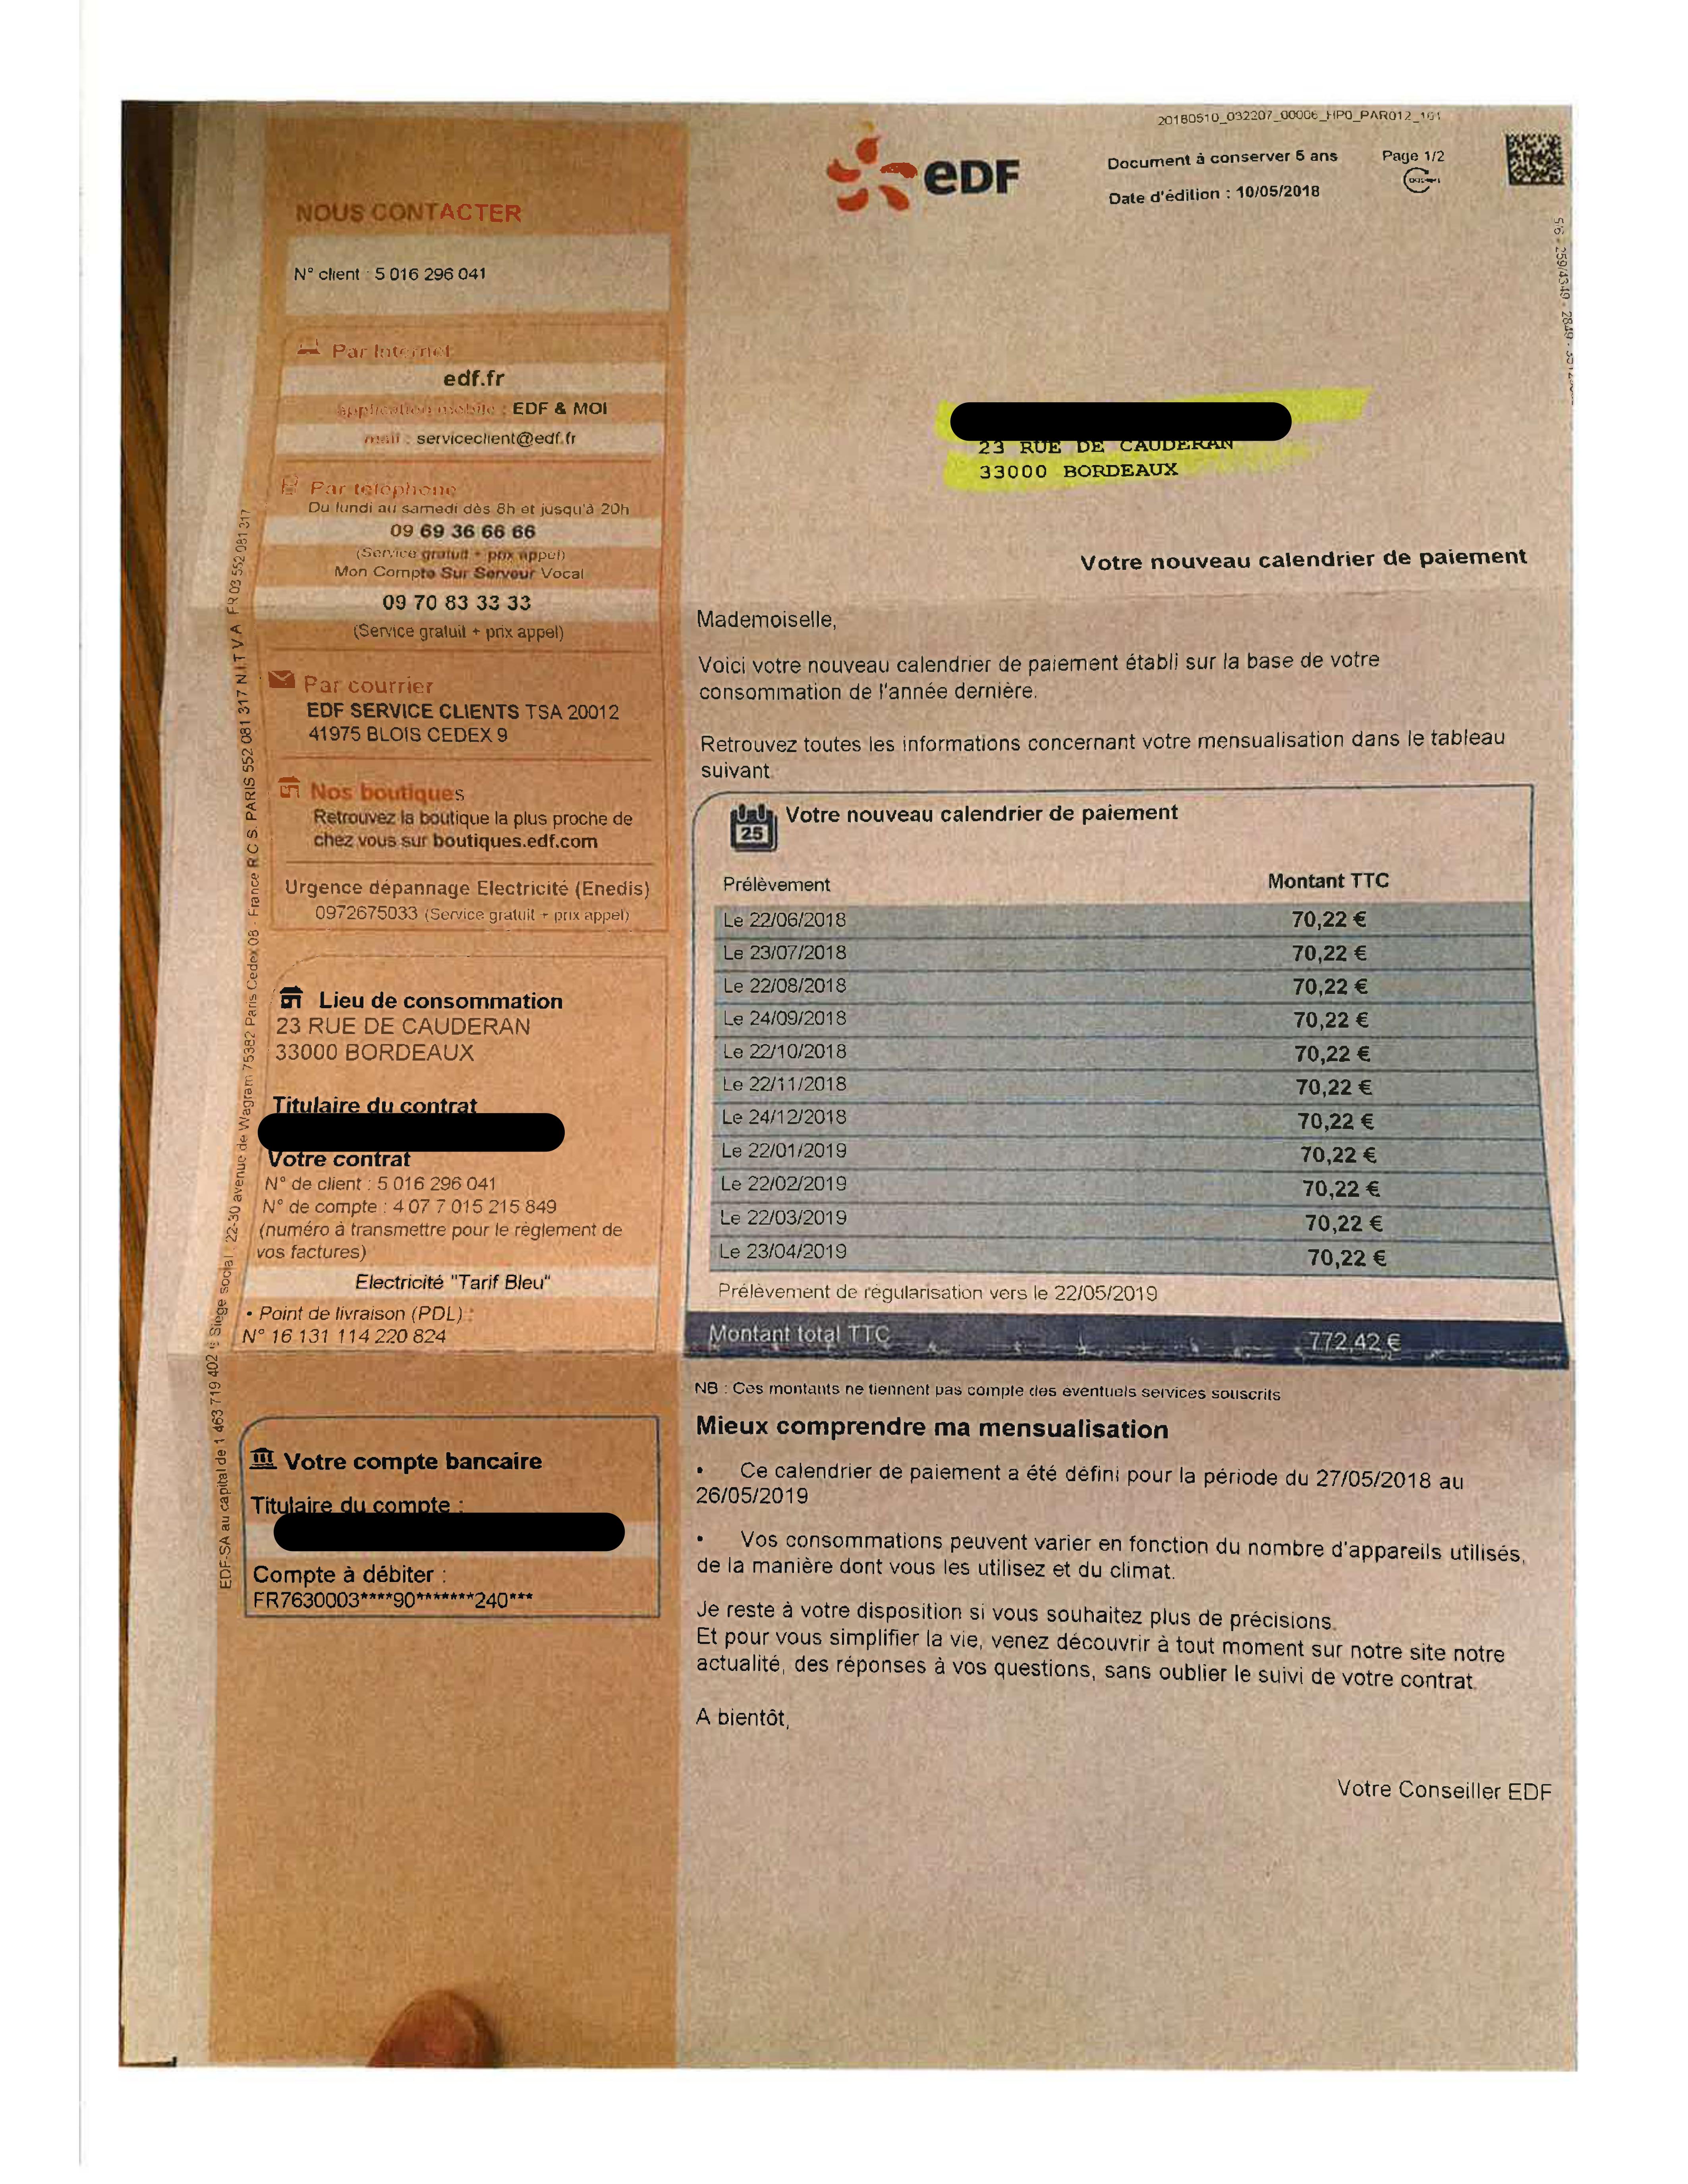 20180510_032207_00006_HP0_PAR012_101
edF
Document à conserver 5 ans
Page 1/2
Date d'édition : 10/05/2018
NOUS CONTACTER
N° client : 5 016 296 041
Par Internet
edf.fr
application mobile : EDF & MOI
mail : serviceclient@edf.fr
Par téléphone
Du lundi au samedi dès 8h et jusqu'à 20h
09 69 36 66 66
(Service gratuit + prix appel)
Mon Compte Sur Serveur Vocal
09 70 83 33 33
(Service gratuit + prix appel)
Par courrier
EDF SERVICE CLIENTS TSA 20012
41975 BLOIS CEDEX 9
Nos boutiques
Retrouvez la boutique la plus proche de
chez vous sur boutiques.edf.com
Urgence dépannage Electricité (Enedis)
0972675033 (Service gratuit + prix appel)
Lieu de consommation
23 RUE DE CAUDERAN
33000 BORDEAUX
Titulaire du contrat
Votre contrat
N° de client : 5 016 296 041
N° de compte : 4 07 7 015 215 849
(numéro à transmettre pour le règlement de
vos factures)
Electricité "Tarif Bleu"
• Point de livraison (PDL) :
N° 16 131 114 220 824
Votre compte bancaire
Titulaire du compte :
Compte à débiter :
FR7630003****90*******240***
EDF-SA au capital de 1 463 719 402 € Siège social : 22-30 avenue de Wagram 75382 Paris Cedex 08 - France R C S PARIS 552 081 317 N I T V A FR 03 552 081 317
23 RUE DE CAUDERAN
33000 BORDEAUX
Votre nouveau calendrier de paiement
Mademoiselle,
Voici votre nouveau calendrier de paiement établi sur la base de votre
consommation de l'année dernière.
Retrouvez toutes les informations concernant votre mensualisation dans le tableau
suivant.
25
Votre nouveau calendrier de paiement
Prélèvement Montant TTC
Le 22/06/2018 70,22 €
Le 23/07/2018 70,22 €
Le 22/08/2018 70,22 €
Le 24/09/2018 70,22 €
Le 22/10/2018 70,22 €
Le 22/11/2018 70,22 €
Le 24/12/2018 70,22 €
Le 22/01/2019 70,22 €
Le 22/02/2019 70,22 €
Le 22/03/2019 70,22 €
Le 23/04/2019 70,22 €
Prélèvement de régularisation vers le 22/05/2019
Montant total TTC 772,42 €
NB : Ces montants ne tiennent pas compte des éventuels services souscrits
Mieux comprendre ma mensualisation
• Ce calendrier de paiement a été défini pour la période du 27/05/2018 au
26/05/2019
• Vos consommations peuvent varier en fonction du nombre d'appareils utilisés,
de la manière dont vous les utilisez et du climat.
Je reste à votre disposition si vous souhaitez plus de précisions.
Et pour vous simplifier la vie, venez découvrir à tout moment sur notre site notre
actualité, des réponses à vos questions, sans oublier le suivi de votre contrat.
A bientôt,
Votre Conseiller EDF